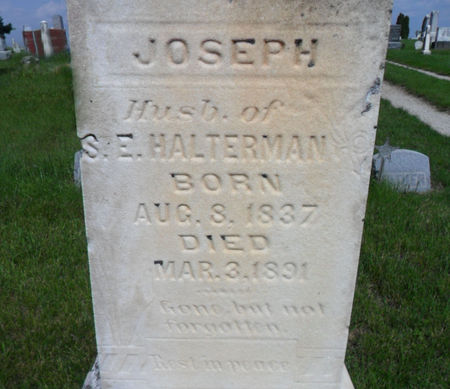 JOSEPH
Husb. of
S. E. HALTERMAN
BORN
AUG. 8. 1837
DIED
MAR. 3. 1891
Gone, but not
forgotten.
Rest in peace